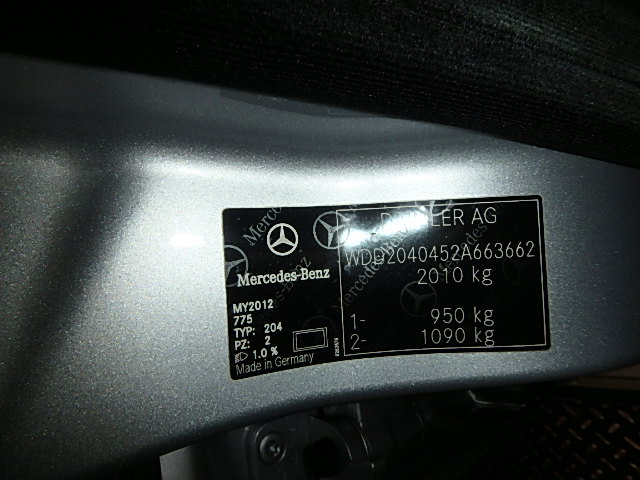 Mercedes-Benz
MY2012
775
TYP: 204
PZ: 2
1.0 %
Made in Germany
LER AG
WDD2040452A663662
2010 kg
1- 950 kg
2- 1090 kg